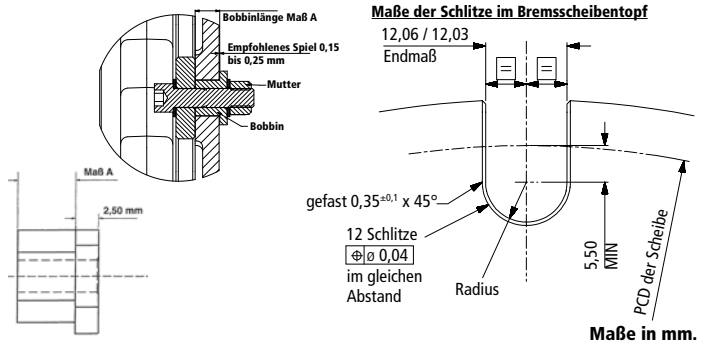 Bobbinlänge Maß A
Empfohlenes Spiel 0,15
bis 0,25 mm
Mutter
Bobbin
Maß A
2,50 mm
Maße der Schlitze im Bremsscheibentopf
12,06 / 12,03
Endmaß
gefast 0,35±0,1 x 45°
12 Schlitze
⌖ ø 0,04
im gleichen
Abstand
Radius
5,50
MIN
PCD der Scheibe
Maße in mm.